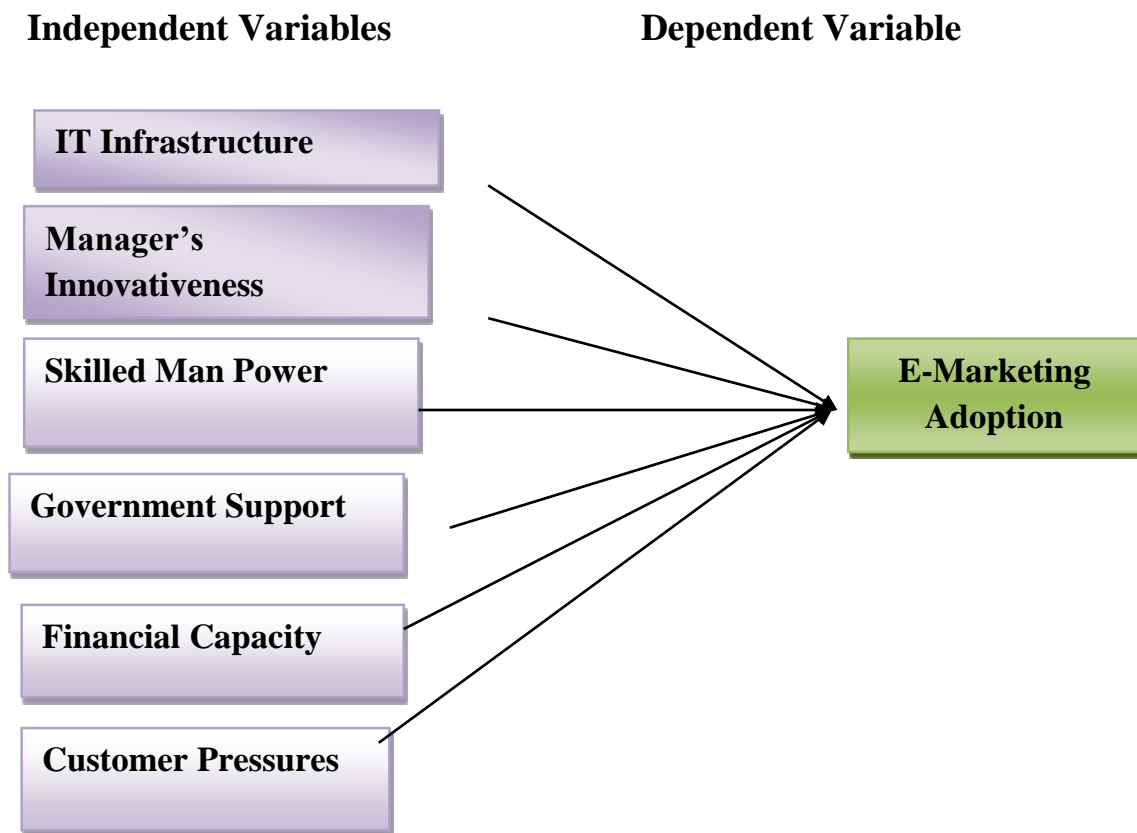 Independent Variables
Dependent Variable
IT Infrastructure
Manager’s
Innovativeness
Skilled Man Power
E-Marketing
Adoption
Government Support
Financial Capacity
Customer Pressures